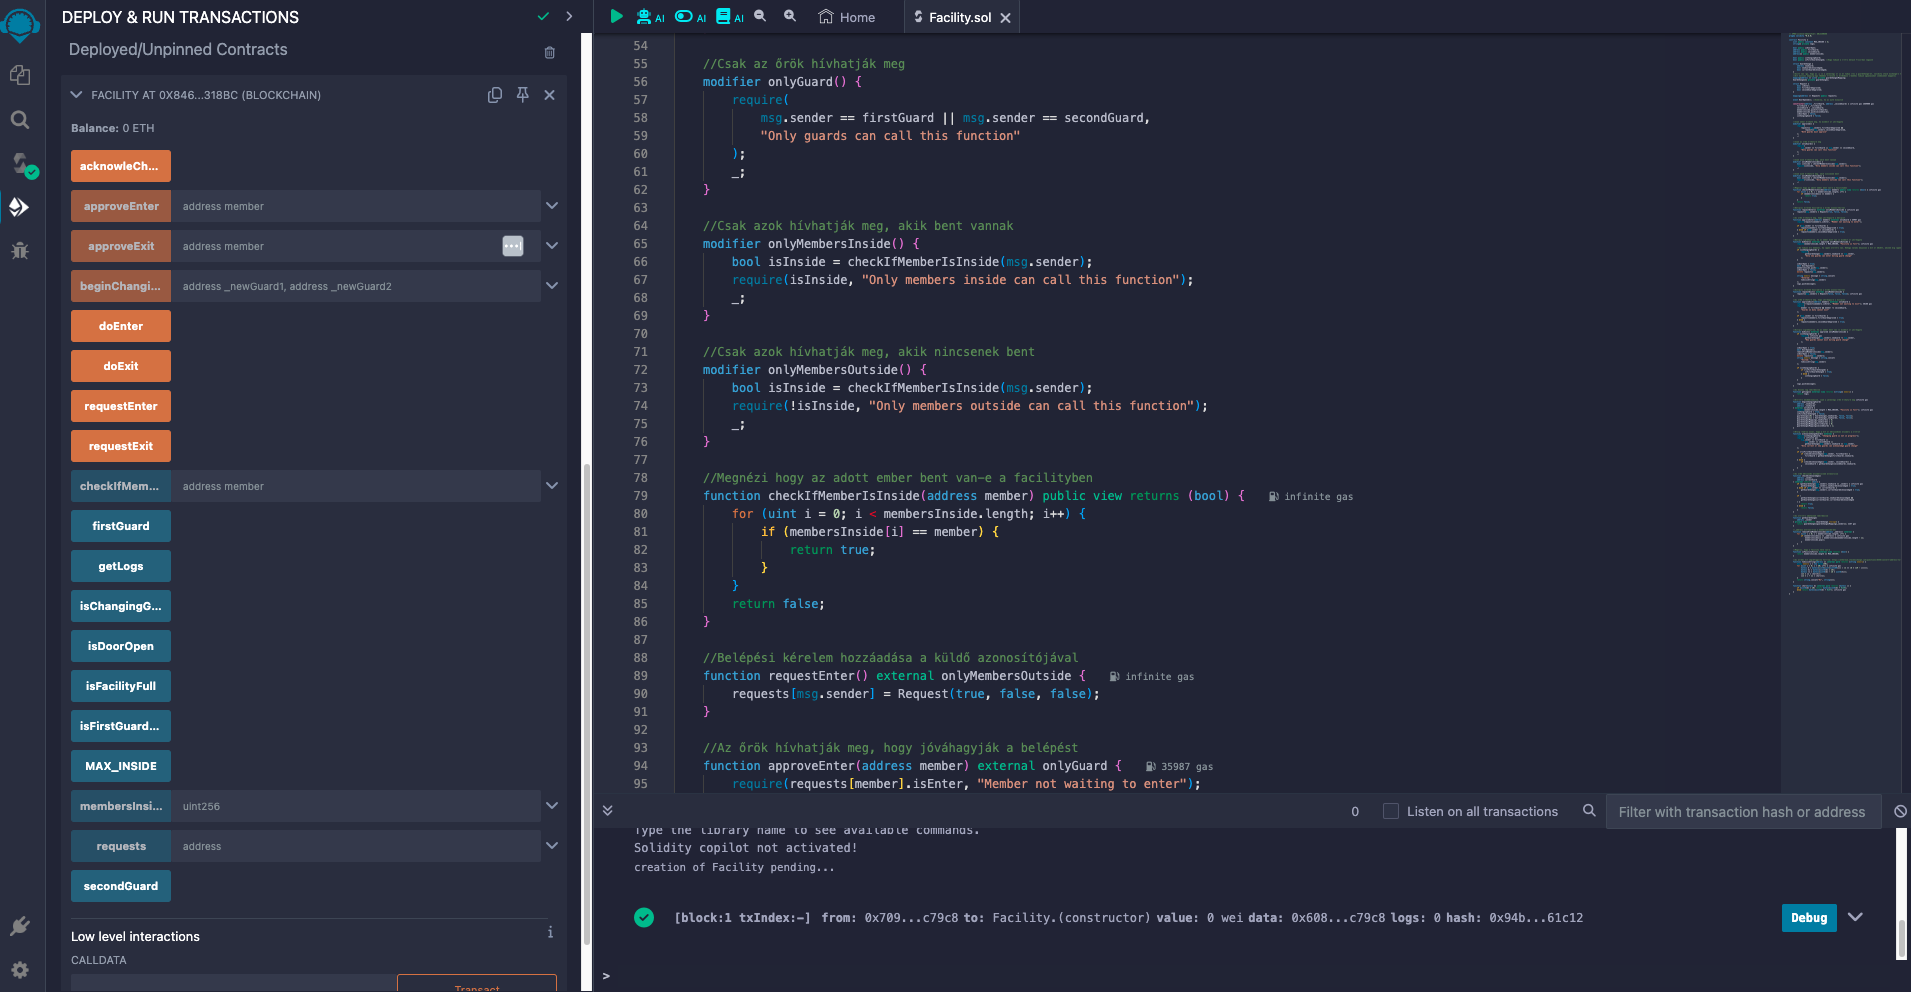 DEPLOY & RUN TRANSACTIONS
Deployed/Unpinned Contracts
FACILITY AT 0X846...318BC (BLOCKCHAIN)
Balance: 0 ETH
acknowleCh...
approveEnter address member
approveExit address member
beginChangi... address _newGuard1, address _newGuard2
doEnter
doExit
requestEnter
requestExit
checkIfMem... address member
firstGuard
getLogs
isChangingG...
isDoorOpen
isFacilityFull
isFirstGuard...
MAX_INSIDE
membersInsi... uint256
requests address
secondGuard
Low level interactions
i
CALLDATA
Transact
AI AI AI Home Facility.sol
54
55 //Csak az őrök hívhatják meg
56 modifier onlyGuard() {
57 require(
58 msg.sender == firstGuard || msg.sender == secondGuard,
59 "Only guards can call this function"
60 );
61 _;
62 }
63
64 //Csak azok hívhatják meg, akik bent vannak
65 modifier onlyMembersInside() {
66 bool isInside = checkIfMemberIsInside(msg.sender);
67 require(isInside, "Only members inside can call this function");
68 _;
69 }
70
71 //Csak azok hívhatják meg, akik nincsenek bent
72 modifier onlyMembersOutside() {
73 bool isInside = checkIfMemberIsInside(msg.sender);
74 require(!isInside, "Only members outside can call this function");
75 _;
76 }
77
78 //Megnézi hogy az adott ember bent van-e a facilityben
79 function checkIfMemberIsInside(address member) public view returns (bool) { infinite gas
80 for (uint i = 0; i < membersInside.length; i++) {
81 if (membersInside[i] == member) {
82 return true;
83 }
84 }
85 return false;
86 }
87
88 //Belépési kérelem hozzáadása a küldő azonosítójával
89 function requestEnter() external onlyMembersOutside { infinite gas
90 requests[msg.sender] = Request(true, false, false);
91 }
92
93 //Az őrök hívhatják meg, hogy jóváhagyják a belépést
94 function approveEnter(address member) external onlyGuard { 35987 gas
95 require(requests[member].isEnter, "Member not waiting to enter");
0 Listen on all transactions Filter with transaction hash or address
Type the library name to see available commands.
Solidity copilot not activated!
creation of Facility pending...
[block:1 txIndex:-] from: 0x709...c79c8 to: Facility.(constructor) value: 0 wei data: 0x608...c79c8 logs: 0 hash: 0x94b...61c12
Debug
>